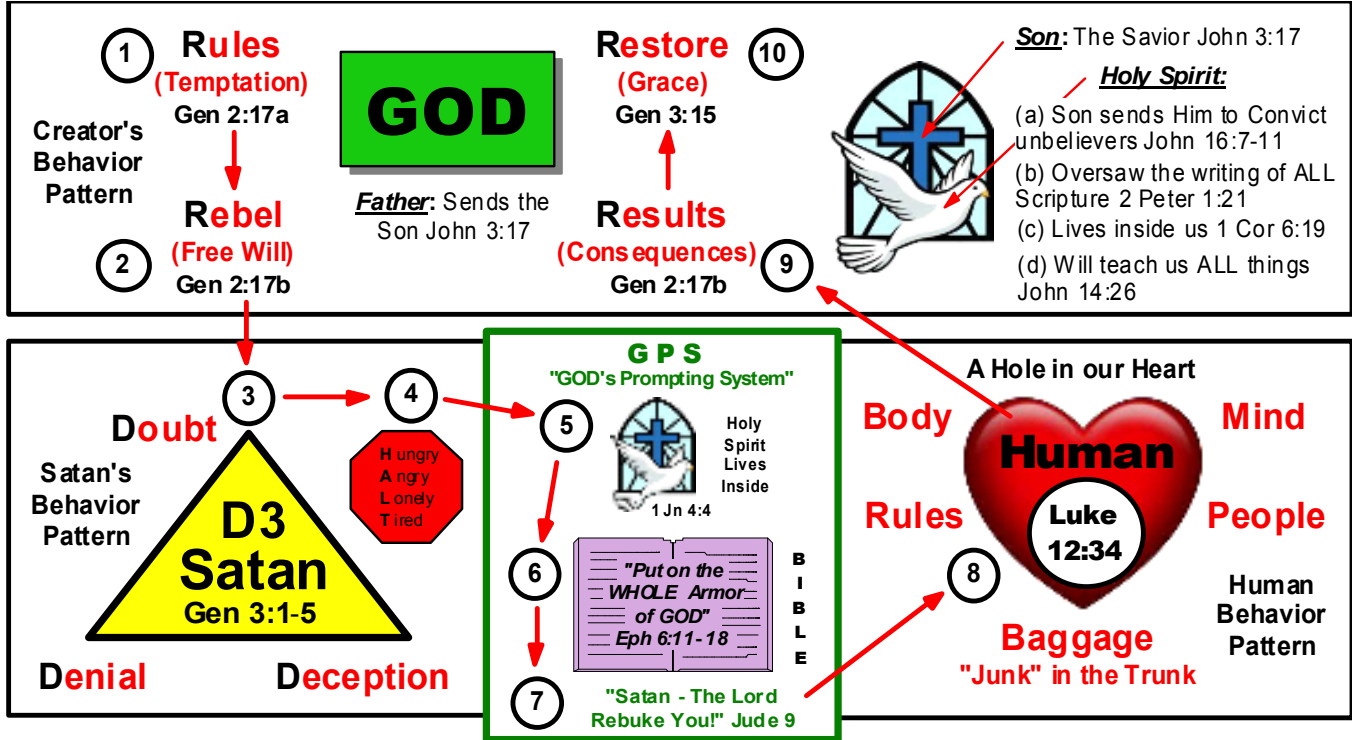 1
Rules
(Temptation)
Gen 2:17a
Creator's
Behavior
Pattern
Rebel
(Free Will)
Gen 2:17b
2
GOD
Father: Sends the
Son John 3:17
Restore
(Grace)
Gen 3:15
10
Results
(Consequences)
Gen 2:17b
9
Son: The Savior John 3:17
Holy Spirit:
(a) Son sends Him to Convict
unbelievers John 16:7-11
(b) Oversaw the writing of ALL
Scripture 2 Peter 1:21
(c) Lives inside us 1 Cor 6:19
(d) Will teach us ALL things
John 14:26
3
Doubt
Satan's
Behavior
Pattern
D3
Satan
Gen 3:1-5
Denial
Deception
4
Hungry
Angry
Lonely
Tired
GPS
"GOD's Prompting System"
5
Holy
Spirit
Lives
Inside
1 Jn 4:4
6
"Put on the
WHOLE Armor
of GOD"
Eph 6:11-18
BIBLE
7
"Satan - The Lord
Rebuke You!" Jude 9
A Hole in our Heart
Body
Mind
Human
Rules
People
Luke
12:34
8
Human
Behavior
Pattern
Baggage
"Junk" in the Trunk